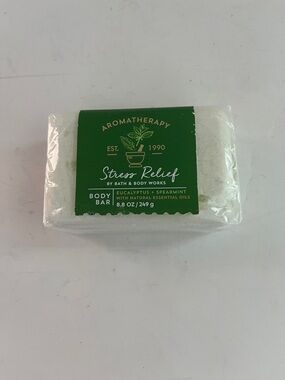 AROMATHERAPY
EST. 1990
Stress Relief
BY BATH & BODY WORKS
BODY BAR
EUCALYPTUS + SPEARMINT
WITH NATURAL ESSENTIAL OILS
8.8 OZ / 249 g